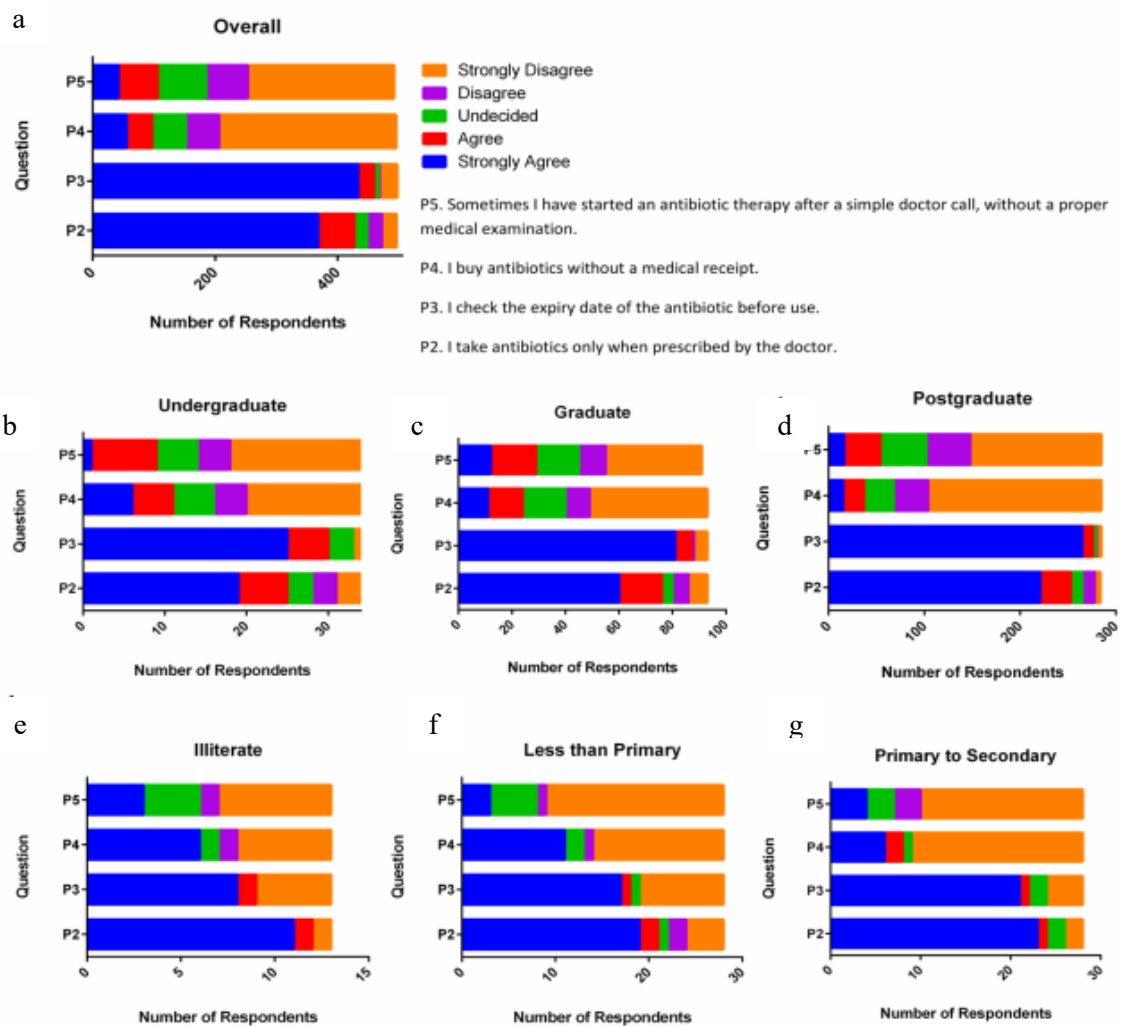 a
Overall
P5
P4
P3
P2
Question
0
200
400
Number of Respondents
Strongly Disagree
Disagree
Undecided
Agree
Strongly Agree
P5. Sometimes I have started an antibiotic therapy after a simple doctor call, without a proper
medical examination.
P4. I buy antibiotics without a medical receipt.
P3. I check the expiry date of the antibiotic before use.
P2. I take antibiotics only when prescribed by the doctor.
b
Undergraduate
P5
P4
P3
P2
Question
0
10
20
30
Number of Respondents
c
Graduate
P5
P4
P3
P2
Question
0
20
40
60
80
100
Number of Respondents
d
Postgraduate
5
P4
P3
P2
Question
0
100
200
300
Number of Respondents
e
Illiterate
P5
P4
P3
P2
Question
0
5
10
15
Number of Respondents
f
Less than Primary
P5
P4
P3
P2
Question
0
10
20
30
Number of Respondents
g
Primary to Secondary
P5
P4
P3
P2
Question
0
10
20
30
Number of Respondents